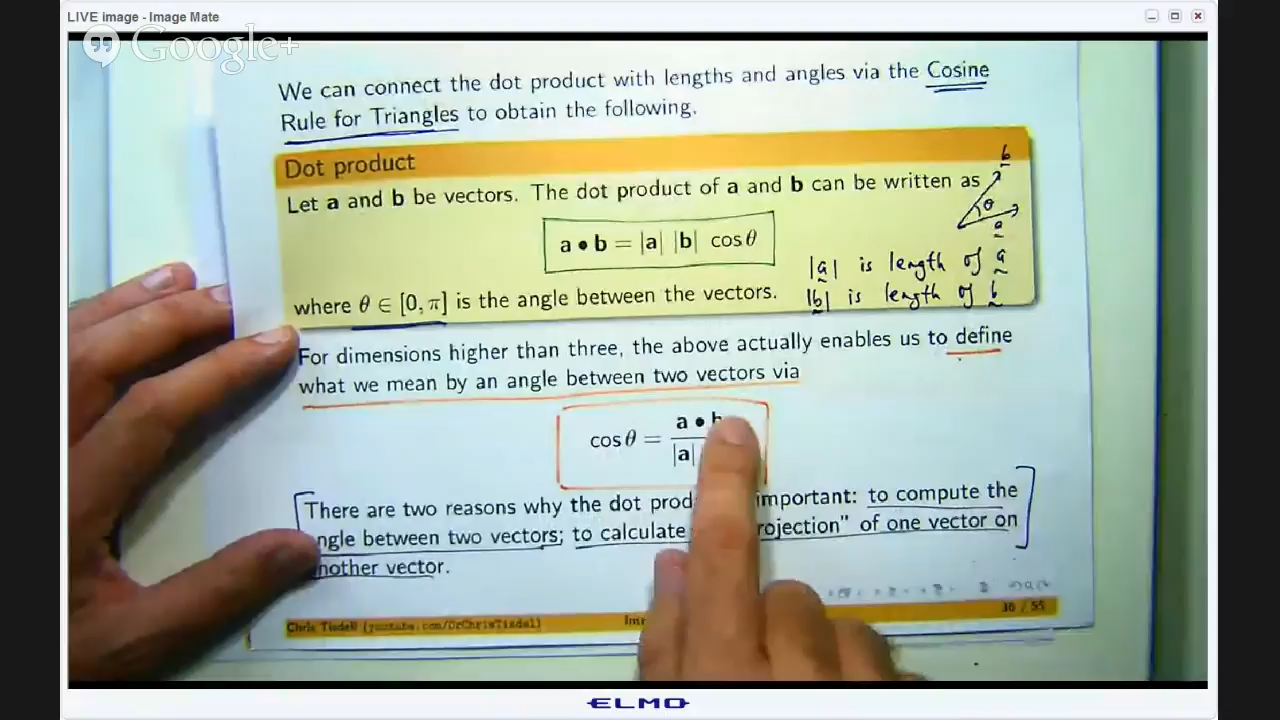 LIVE image - Image Mate
Google+
We can connect the dot product with lengths and angles via the Cosine
Rule for Triangles to obtain the following.
Dot product
Let a and b be vectors. The dot product of a and b can be written as
b
θ
a
a • b = |a| |b| cos θ
|a| is length of a
where θ ∈ [0, π] is the angle between the vectors.
|b| is length of b
For dimensions higher than three, the above actually enables us to define
what we mean by an angle between two vectors via
cos θ = a • b
|a|
There are two reasons why the dot prod important: to compute the
ngle between two vectors; to calculate rojection" of one vector on
nother vector.
Chris Tisdell (youtube.com/DrChrisTisdell)
36 / 55
ELMO